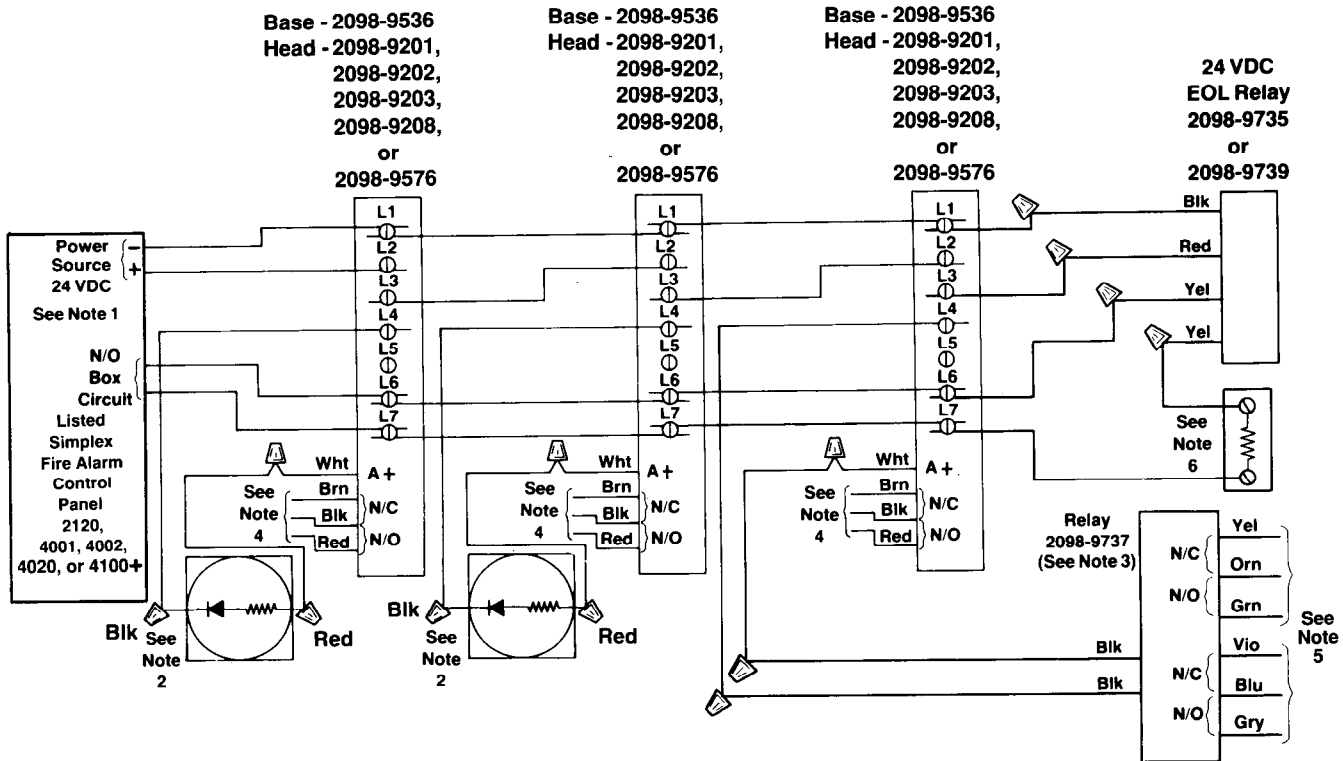 Base - 2098-9536
Head - 2098-9201,
2098-9202,
2098-9203,
2098-9208,
or
2098-9576
Base - 2098-9536
Head - 2098-9201,
2098-9202,
2098-9203,
2098-9208,
or
2098-9576
Base - 2098-9536
Head - 2098-9201,
2098-9202,
2098-9203,
2098-9208,
or
2098-9576
24 VDC
EOL Relay
2098-9735
or
2098-9739
Power −
Source +
24 VDC
See Note 1
N/O
Box
Circuit
Listed
Simplex
Fire Alarm
Control
Panel
2120,
4001, 4002,
4020, or 4100+
L1
L2
L3
L4
L5
L6
L7
A +
Wht
Brn
Blk
Red
N/C
N/O
See
Note
4
Blk
See
Note
2
Red
L1
L2
L3
L4
L5
L6
L7
A +
Wht
Brn
Blk
Red
N/C
N/O
See
Note
4
Blk
See
Note
2
Red
L1
L2
L3
L4
L5
L6
L7
A +
Wht
Brn
Blk
Red
N/C
N/O
See
Note
4
Blk
Red
Yel
Yel
See
Note
6
Relay
2098-9737
(See Note 3)
Blk
Blk
N/C
N/O
N/C
N/O
Yel
Orn
Grn
Vio
Blu
Gry
See
Note
5